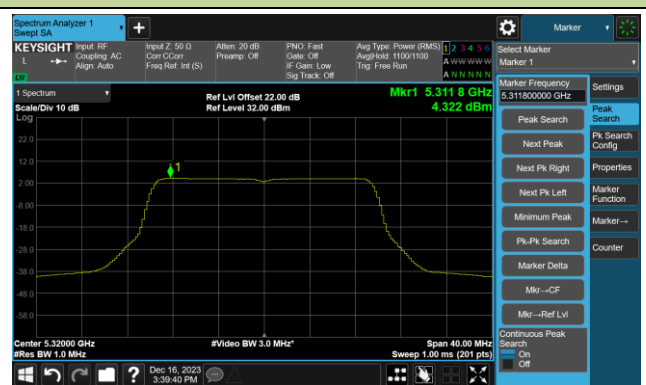 Spectrum Analyzer 1
Swept SA
+
Marker
KEYSIGHT
L
LW
Input: RF
Coupling: AC
Align: Auto
Input Z: 50 Ω
Corr CCorr
Freq Ref: Int (S)
Atten: 20 dB
Preamp: Off
PNO: Fast
Gate: Off
IF Gain: Low
Sig Track: Off
Avg Type: Power (RMS)
Avg|Hold: 1100/1100
Trig: Free Run
1 2 3 4 5 6
A W W W W W
A N N N N N
Select Marker
Marker 1
1 Spectrum
Scale/Div 10 dB
Log
Ref Lvl Offset 22.00 dB
Ref Level 32.00 dBm
Mkr1 5.311 8 GHz
4.322 dBm
22.0
12.0
2.00
-8.00
-18.0
-28.0
-38.0
-48.0
-58.0
1
Center 5.32000 GHz
#Res BW 1.0 MHz
#Video BW 3.0 MHz*
Span 40.00 MHz
Sweep 1.00 ms (201 pts)
Marker Frequency
5.311800000 GHz
Peak Search
Next Peak
Next Pk Right
Next Pk Left
Minimum Peak
Pk-Pk Search
Marker Delta
Mkr→CF
Mkr→Ref Lvl
Continuous Peak
Search
On
Off
Settings
Peak
Search
Pk Search
Config
Properties
Marker
Function
Marker→
Counter
?
Dec 16, 2023
3:39:40 PM